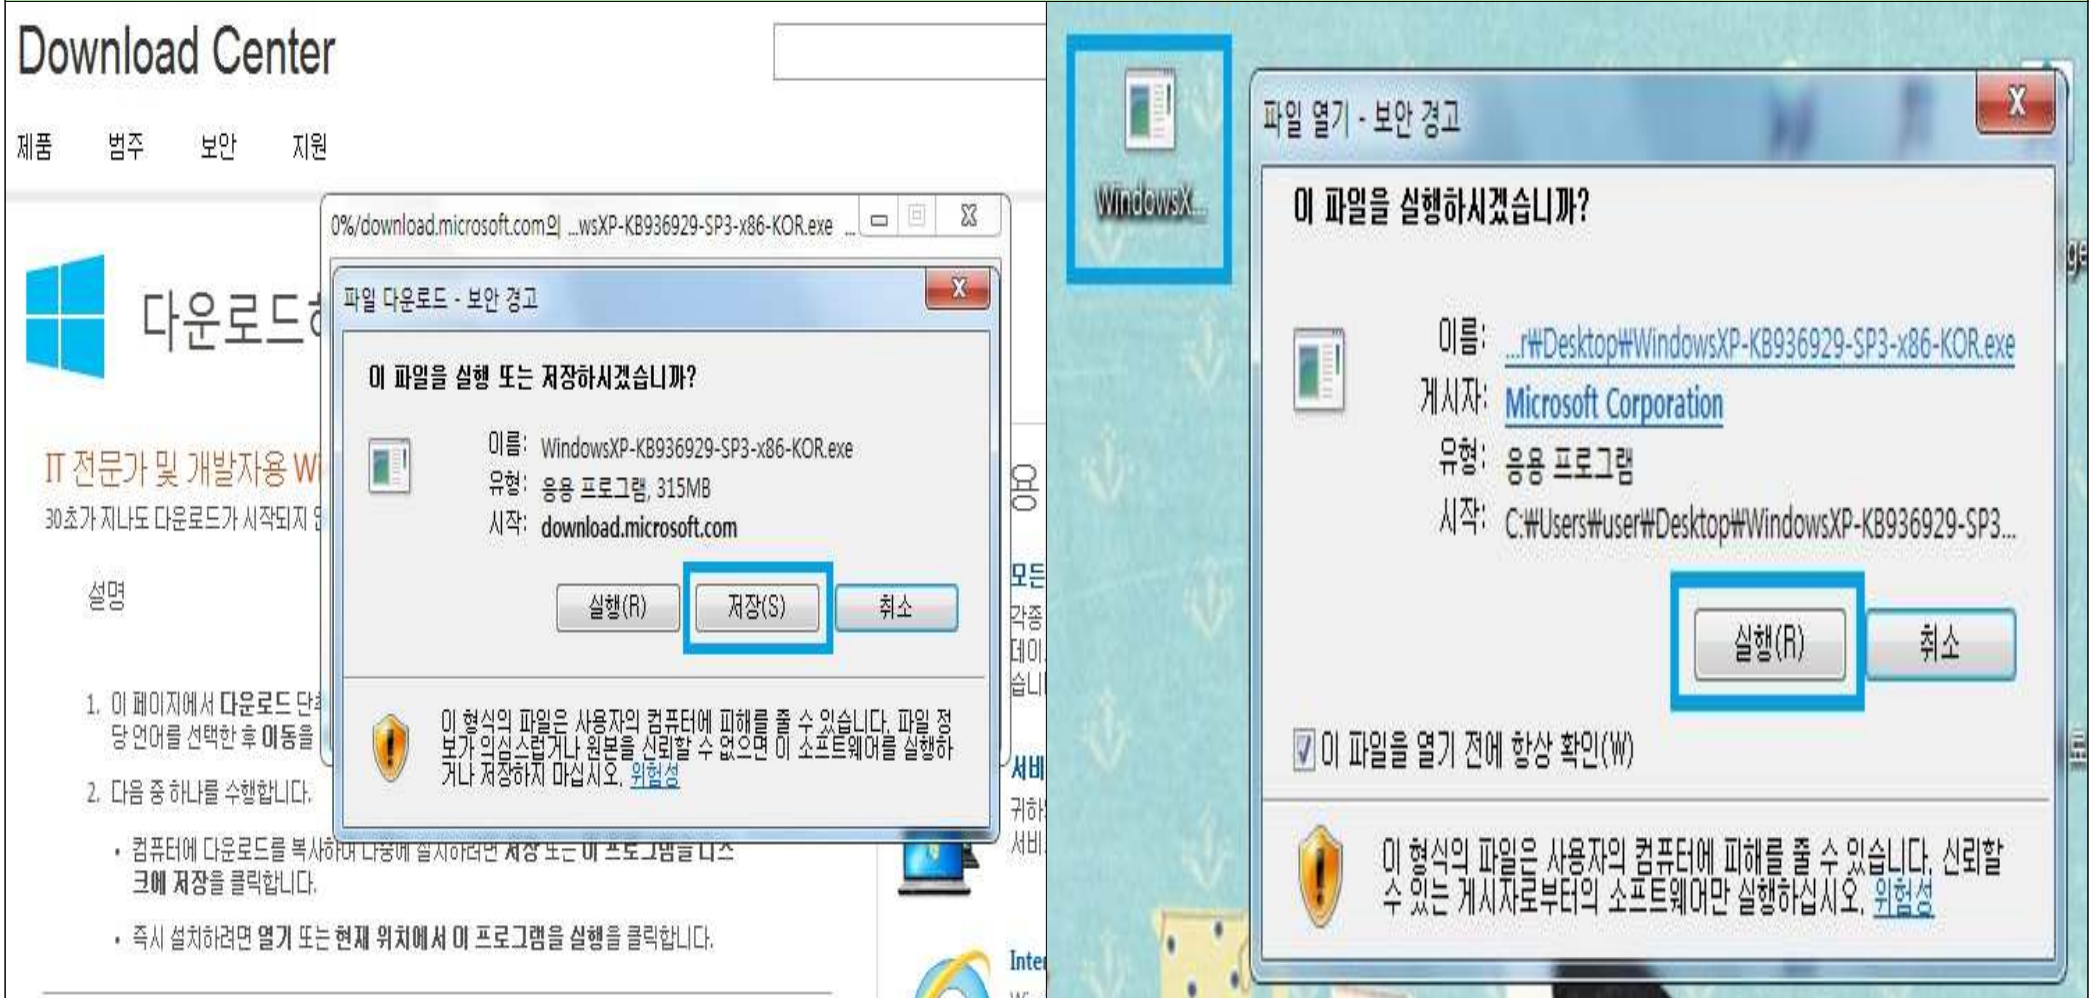 Download Center
제품 범주 보안 지원
0%/download.microsoft.com의 ...wsXP-KB936929-SP3-x86-KOR.exe ...
다운로드하
파일 다운로드 - 보안 경고
이 파일을 실행 또는 저장하시겠습니까?
이름: WindowsXP-KB936929-SP3-x86-KOR.exe
유형: 응용 프로그램, 315MB
시작: download.microsoft.com
실행(R) 저장(S) 취소
이 형식의 파일은 사용자의 컴퓨터에 피해를 줄 수 있습니다. 파일 정
보가 의심스럽거나 원본을 신뢰할 수 없으면 이 소프트웨어를 실행하
거나 저장하지 마십시오. 위험성
IT 전문가 및 개발자용 Wi
30초가 지나도 다운로드가 시작되지
설명
1. 이 페이지에서 다운로드 단추
당 언어를 선택한 후 이동을
2. 다음 중 하나를 수행합니다.
• 컴퓨터에 다운로드를 복사하여 나중에 설치하려면 저장 또는 이 프로그램을 디스
크에 저장을 클릭합니다.
• 즉시 설치하려면 열기 또는 현재 위치에서 이 프로그램을 실행을 클릭합니다.
모든
각종
데이
습니
서비
귀하
서비
Inte
WindowsX...
파일 열기 - 보안 경고
이 파일을 실행하시겠습니까?
이름: ...r₩Desktop₩WindowsXP-KB936929-SP3-x86-KOR.exe
게시자: Microsoft Corporation
유형: 응용 프로그램
시작: C:₩Users₩user₩Desktop₩WindowsXP-KB936929-SP3...
실행(R) 취소
이 파일을 열기 전에 항상 확인(W)
이 형식의 파일은 사용자의 컴퓨터에 피해를 줄 수 있습니다. 신뢰할
수 있는 게시자로부터의 소프트웨어만 실행하십시오. 위험성
ge